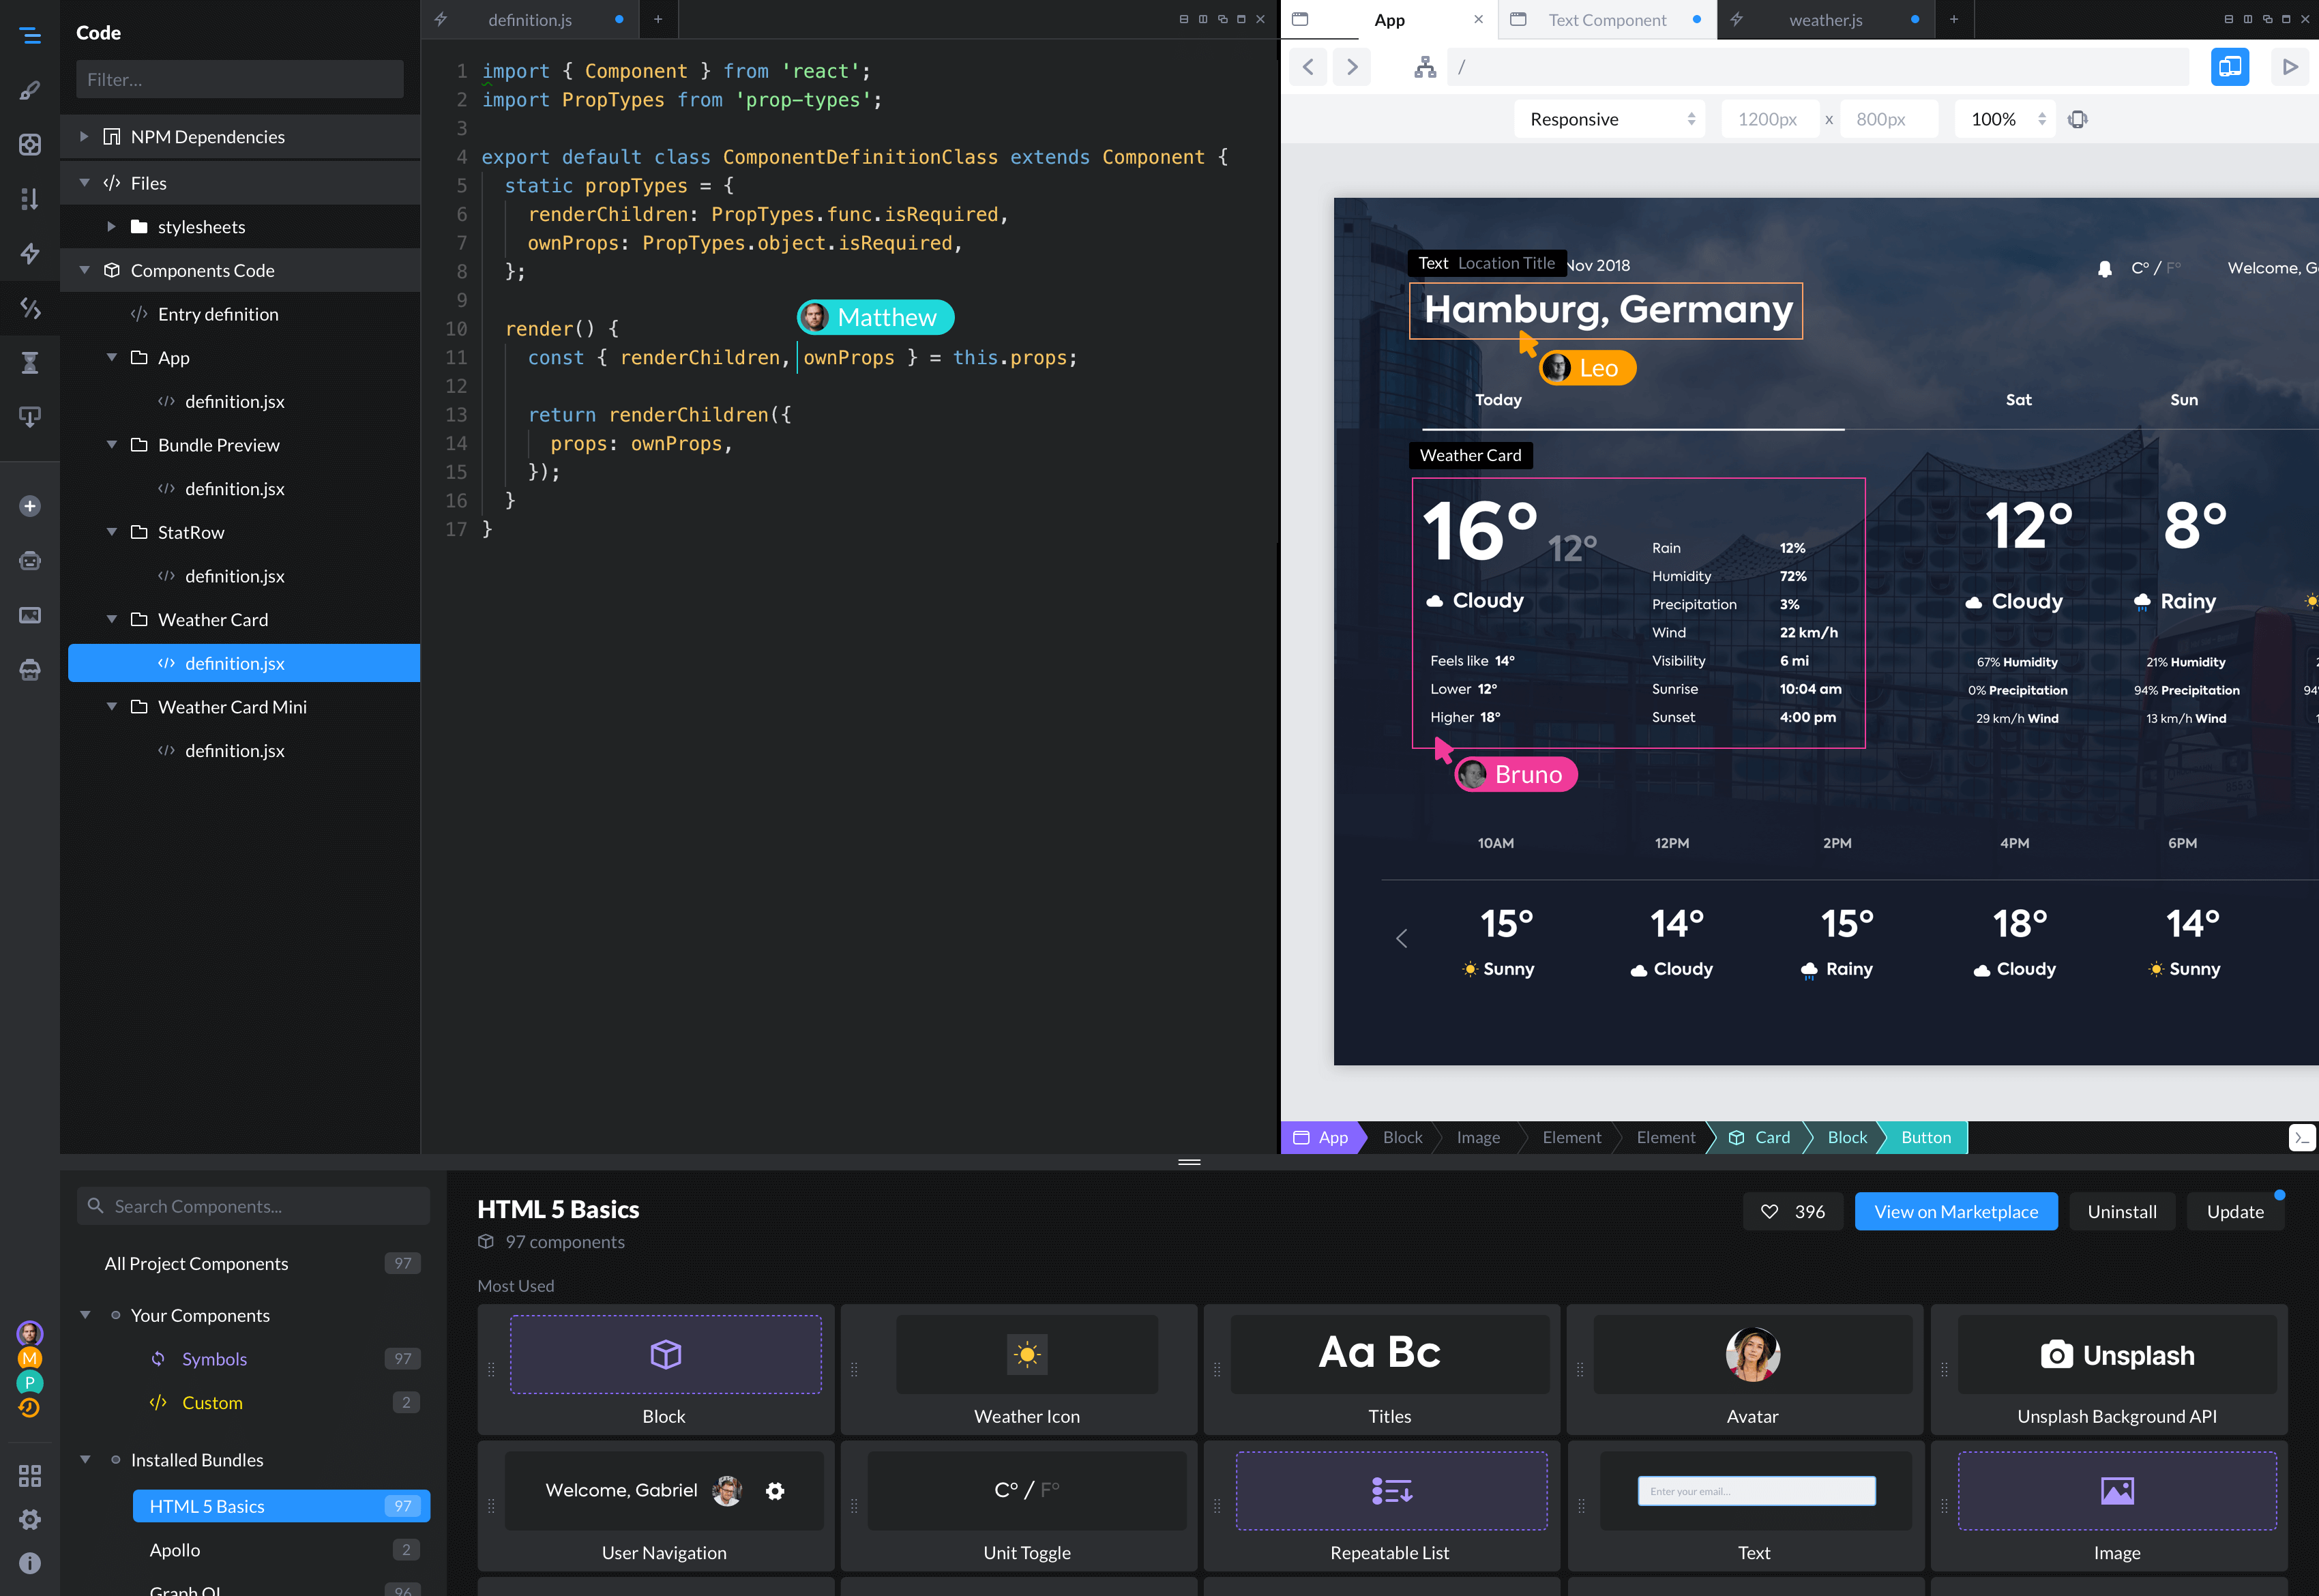 Code
Filter...
NPM Dependencies
Files
stylesheets
Components Code
Entry definition
App
definition.jsx
Bundle Preview
definition.jsx
StatRow
definition.jsx
Weather Card
definition.jsx
Weather Card Mini
definition.jsx
definition.js
+
1 import { Component } from 'react';
2 import PropTypes from 'prop-types';
3
4 export default class ComponentDefinitionClass extends Component {
5 static propTypes = {
6 renderChildren: PropTypes.func.isRequired,
7 ownProps: PropTypes.object.isRequired,
8 };
9
Matthew
10 render() {
11 const { renderChildren, ownProps } = this.props;
12
13 return renderChildren({
14 props: ownProps,
15 });
16 }
17 }
App
Text Component
weather.js
+
/
Responsive
1200px x 800px
100%
Text Location Title
Nov 2018
C° / F°
Welcome, G
Hamburg, Germany
Leo
Today
Sat
Sun
Weather Card
16° 12°
Cloudy
Feels like 14°
Lower 12°
Higher 18°
Rain 12%
Humidity 72%
Precipitation 3%
Wind 22 km/h
Visibility 6 mi
Sunrise 10:04 am
Sunset 4:00 pm
Bruno
12°
Cloudy
67% Humidity
0% Precipitation
29 km/h Wind
8°
Rainy
21% Humidity
94% Precipitation
13 km/h Wind
10AM 12PM 2PM 4PM 6PM
15° 14° 15° 18° 14°
Sunny Cloudy Rainy Cloudy Sunny
App Block Image Element Element Card Block Button
Search Components...
All Project Components 97
Your Components
Symbols 97
Custom 2
Installed Bundles
HTML 5 Basics 97
Apollo 2
Graph QL 96
M
P
HTML 5 Basics
97 components
396
View on Marketplace
Uninstall
Update
Most Used
Block
Weather Icon
Aa Bc
Titles
Avatar
Unsplash
Unsplash Background API
Welcome, Gabriel
User Navigation
C° / F°
Unit Toggle
Repeatable List
Enter your email...
Text
Image